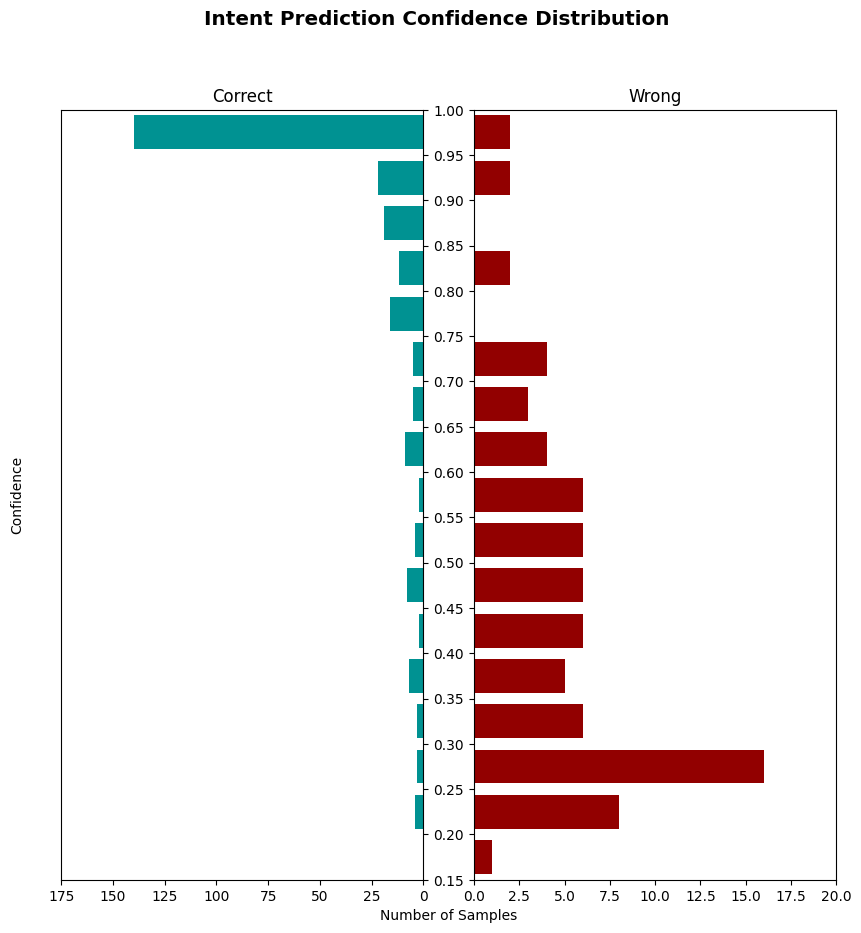 Intent Prediction Confidence Distribution
Correct
Wrong
1.00
0.95
0.90
0.85
0.80
0.75
0.70
0.65
0.60
0.55
0.50
0.45
0.40
0.35
0.30
0.25
0.20
0.15
Confidence
175 150 125 100 75 50 25 0
0.0 2.5 5.0 7.5 10.0 12.5 15.0 17.5 20.0
Number of Samples